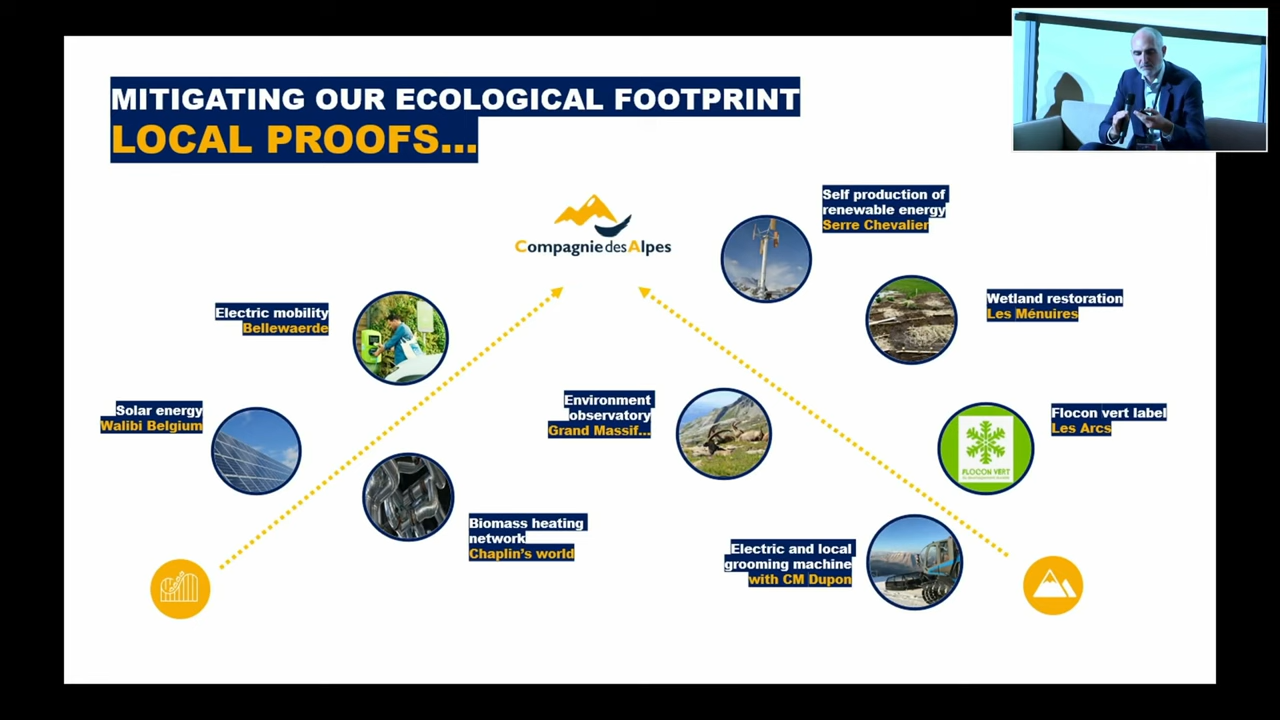 MITIGATING OUR ECOLOGICAL FOOTPRINT
LOCAL PROOFS...
Compagnie des Alpes
Self production of
renewable energy
Serre Chevalier
Electric mobility
Bellewaerde
Wetland restoration
Les Ménuires
Solar energy
Walibi Belgium
Environment
observatory
Grand Massif...
Flocon vert label
Les Arcs
FLOCON VERT
Biomass heating
network
Chaplin's world
Electric and local
grooming machine
with CM Dupon